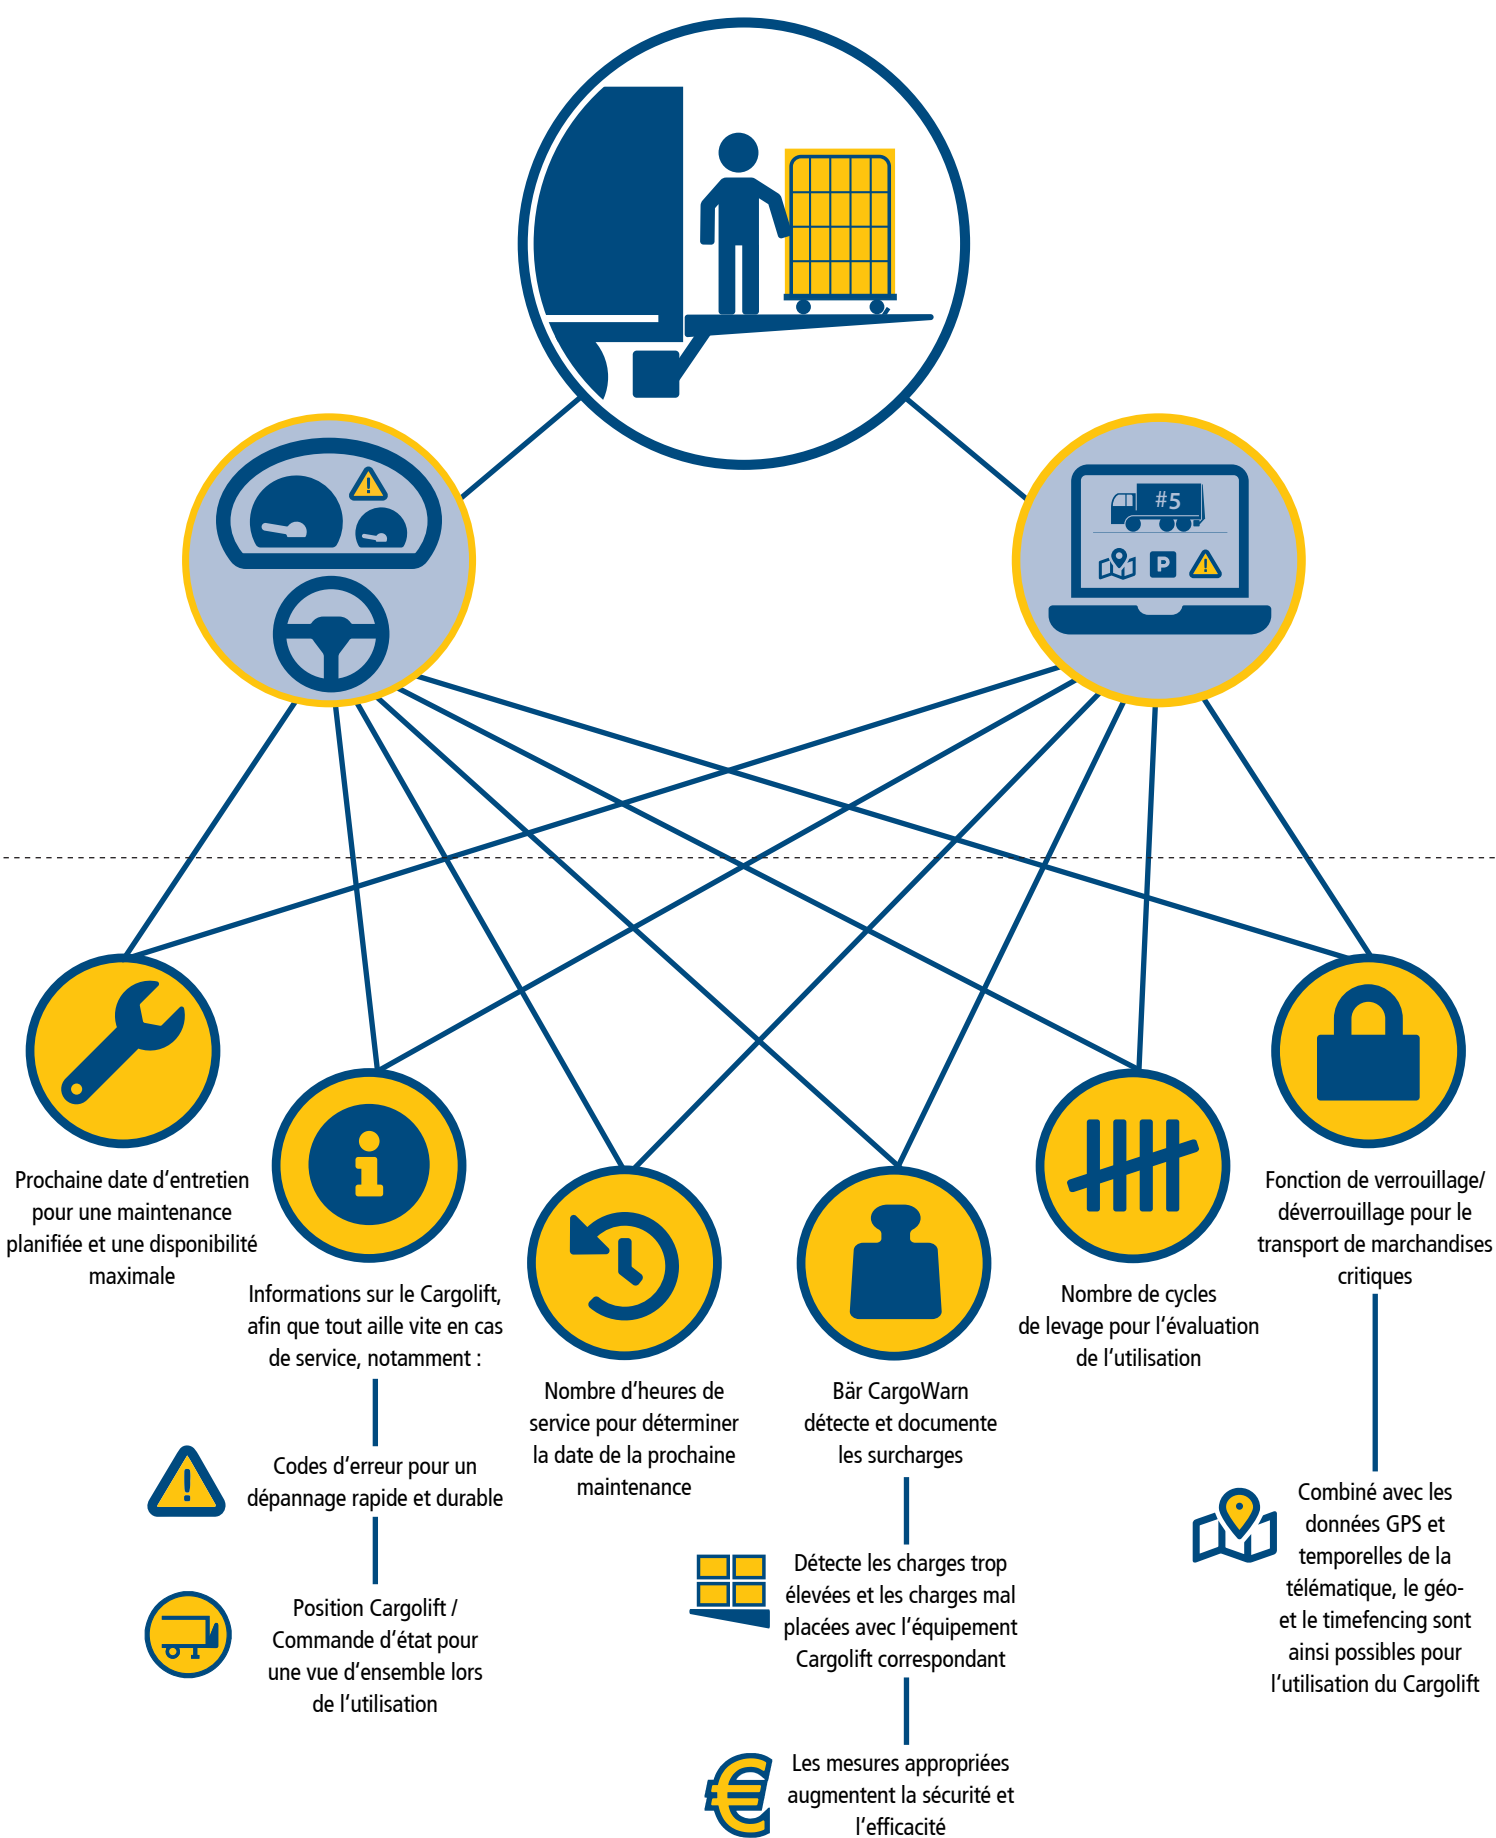 #5
P
Prochaine date d‘entretien
pour une maintenance
planifiée et une disponibilité
maximale
Informations sur le Cargolift,
afin que tout aille vite en cas
de service, notamment :
Codes d‘erreur pour un
dépannage rapide et durable
Position Cargolift /
Commande d‘état pour
une vue d‘ensemble lors
de l‘utilisation
Nombre d‘heures de
service pour déterminer
la date de la prochaine
maintenance
Bär CargoWarn
détecte et documente
les surcharges
Détecte les charges trop
élevées et les charges mal
placées avec l‘équipement
Cargolift correspondant
Les mesures appropriées
augmentent la sécurité et
l‘efficacité
Nombre de cycles
de levage pour l‘évaluation
de l‘utilisation
Fonction de verrouillage/
déverrouillage pour le
transport de marchandises
critiques
Combiné avec les
données GPS et
temporelles de la
télématique, le géo-
et le timefencing sont
ainsi possibles pour
l‘utilisation du Cargolift